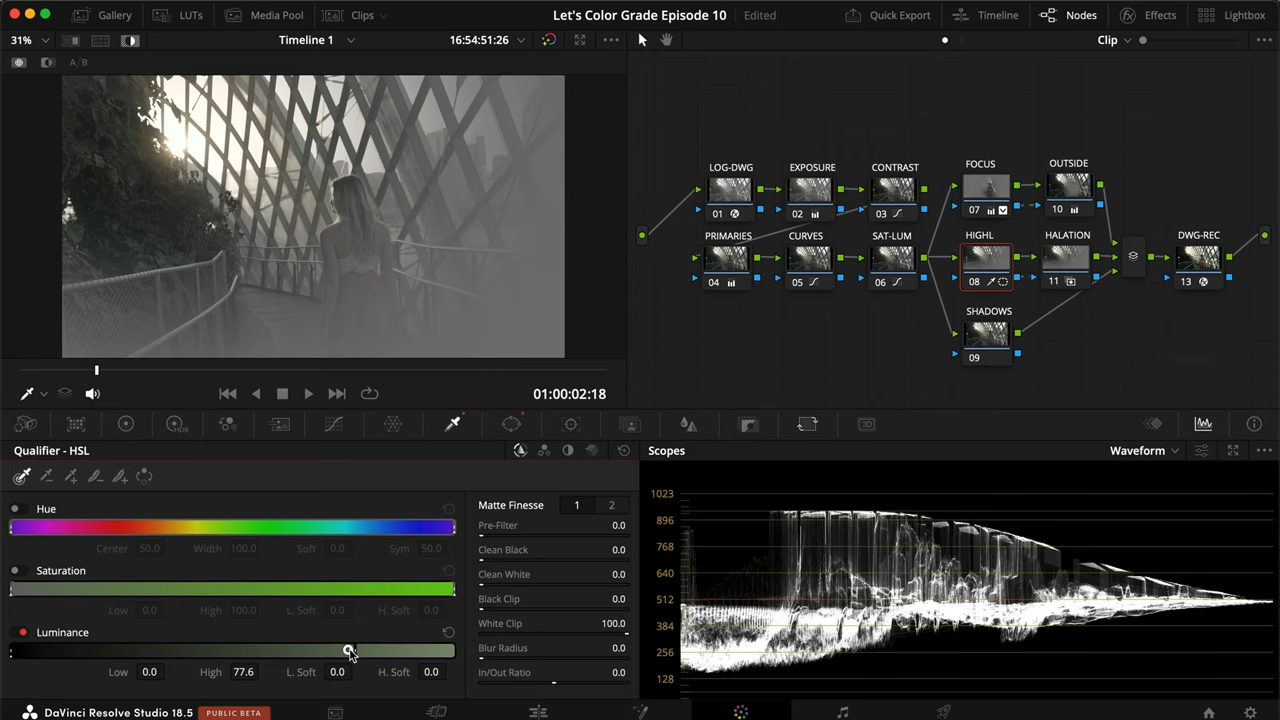 Gallery LUTs Media Pool Clips Let's Color Grade Episode 10 Edited Quick Export Timeline Nodes Effects Lightbox
31% Timeline 1 16:54:51:26 Clip
A/B
LOG-DWG EXPOSURE CONTRAST FOCUS OUTSIDE
01 02 03 07 10
PRIMARIES CURVES SAT-LUM HIGHL HALATION DWG-REC
04 05 06 08 11 13
SHADOWS
09
01:00:02:18
HDR 3D
Qualifier - HSL Scopes Waveform
Hue
Center 50.0 Width 100.0 Soft 0.0 Sym 50.0
Saturation
Low 0.0 High 100.0 L. Soft 0.0 H. Soft 0.0
Luminance
Low 0.0 High 77.6 L. Soft 0.0 H. Soft 0.0
Matte Finesse 1 2
Pre-Filter 0.0
Clean Black 0.0
Clean White 0.0
Black Clip 0.0
White Clip 100.0
Blur Radius 0.0
In/Out Ratio 0.0
1023
896
768
640
512
384
256
128
DaVinci Resolve Studio 18.5 PUBLIC BETA